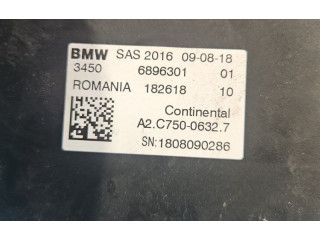 BMW SAS 2016 09-08-18
3450 6896301 01
ROMANIA 182618 10
Continental
A2.C750-0632.7
SN:1808090286